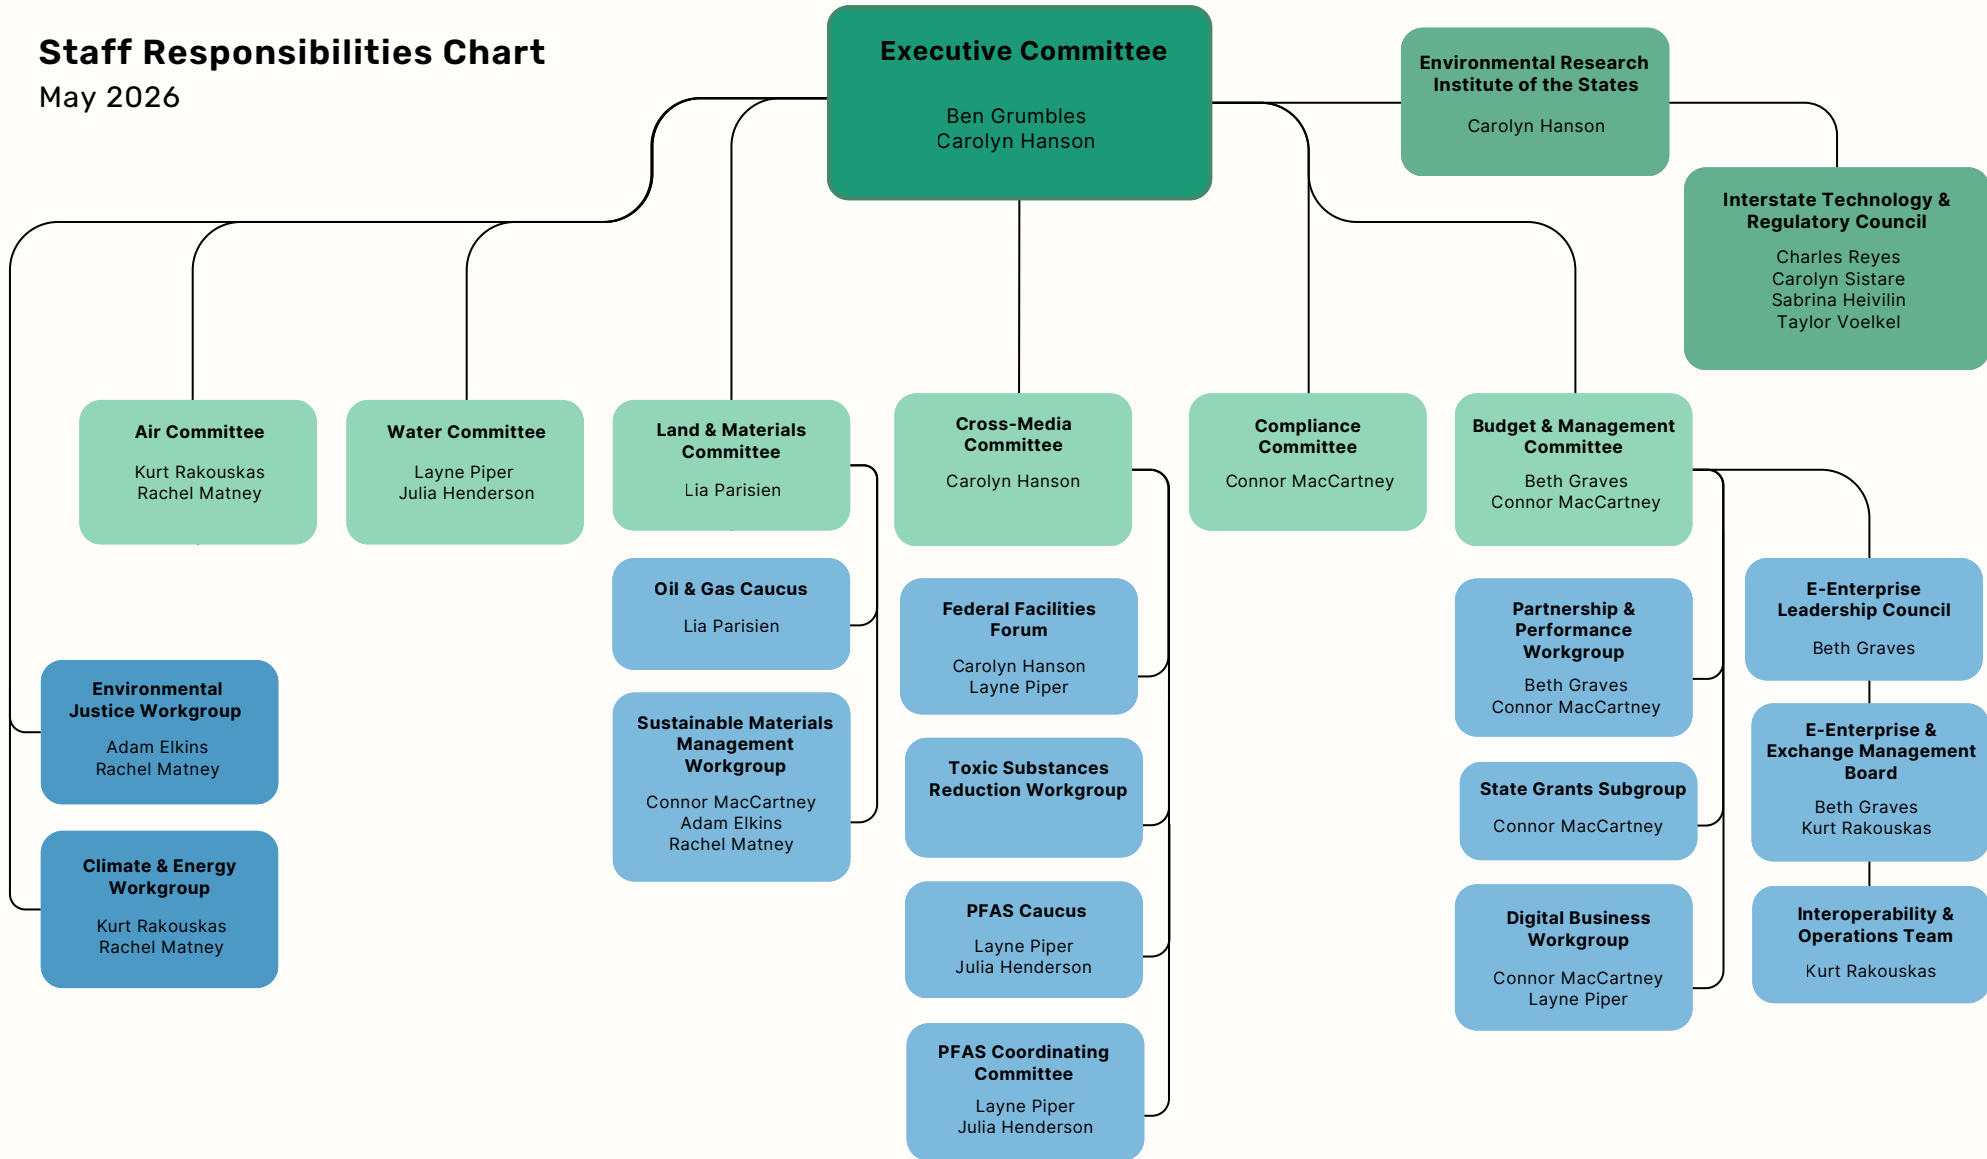 Staff Responsibilities Chart
May 2026
Executive Committee
Ben Grumbles
Carolyn Hanson
Environmental Research
Institute of the States
Carolyn Hanson
Interstate Technology &
Regulatory Council
Charles Reyes
Carolyn Sistare
Sabrina Heivilin
Taylor Voelkel
Air Committee
Kurt Rakouskas
Rachel Matney
Water Committee
Layne Piper
Julia Henderson
Land & Materials
Committee
Lia Parisien
Cross-Media
Committee
Carolyn Hanson
Compliance
Committee
Connor MacCartney
Budget & Management
Committee
Beth Graves
Connor MacCartney
Environmental
Justice Workgroup
Adam Elkins
Rachel Matney
Climate & Energy
Workgroup
Kurt Rakouskas
Rachel Matney
Oil & Gas Caucus
Lia Parisien
Sustainable Materials
Management
Workgroup
Connor MacCartney
Adam Elkins
Rachel Matney
Federal Facilities
Forum
Carolyn Hanson
Layne Piper
Toxic Substances
Reduction Workgroup
PFAS Caucus
Layne Piper
Julia Henderson
PFAS Coordinating
Committee
Layne Piper
Julia Henderson
Partnership &
Performance
Workgroup
Beth Graves
Connor MacCartney
State Grants Subgroup
Connor MacCartney
Digital Business
Workgroup
Connor MacCartney
Layne Piper
E-Enterprise
Leadership Council
Beth Graves
E-Enterprise &
Exchange Management
Board
Beth Graves
Kurt Rakouskas
Interoperability &
Operations Team
Kurt Rakouskas